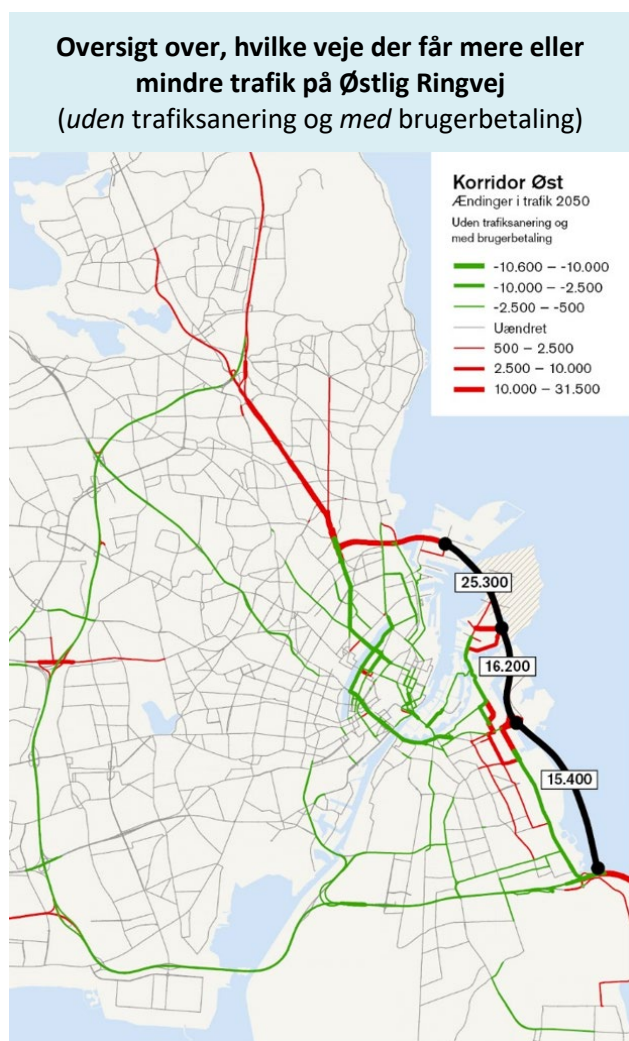 Oversigt over, hvilke veje der får mere eller
mindre trafik på Østlig Ringvej
(uden trafiksanering og med brugerbetaling)
Korridor Øst
Ændinger i trafik 2050
Uden trafiksanering og
med brugerbetaling
-10.600 – -10.000
-10.000 – -2.500
-2.500 – -500
Uændret
500 – 2.500
2.500 – 10.000
10.000 – 31.500
25.300
16.200
15.400